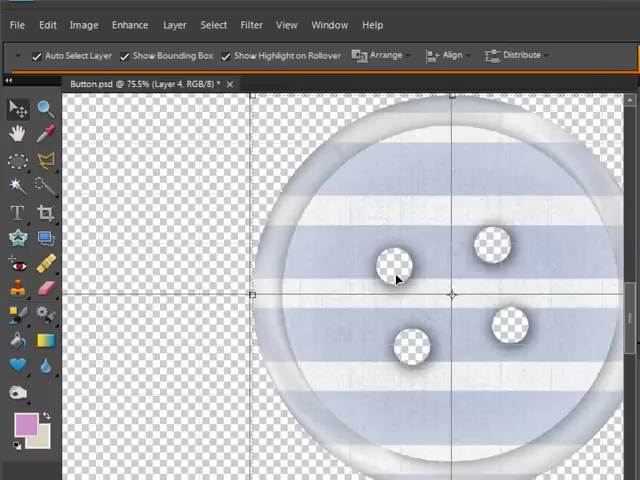 File Edit Image Enhance Layer Select Filter View Window Help
Auto Select Layer Show Bounding Box Show Highlight on Rollover Arrange Align Distribute
Button.psd @ 75.5% (Layer 4, RGB/8) * ×